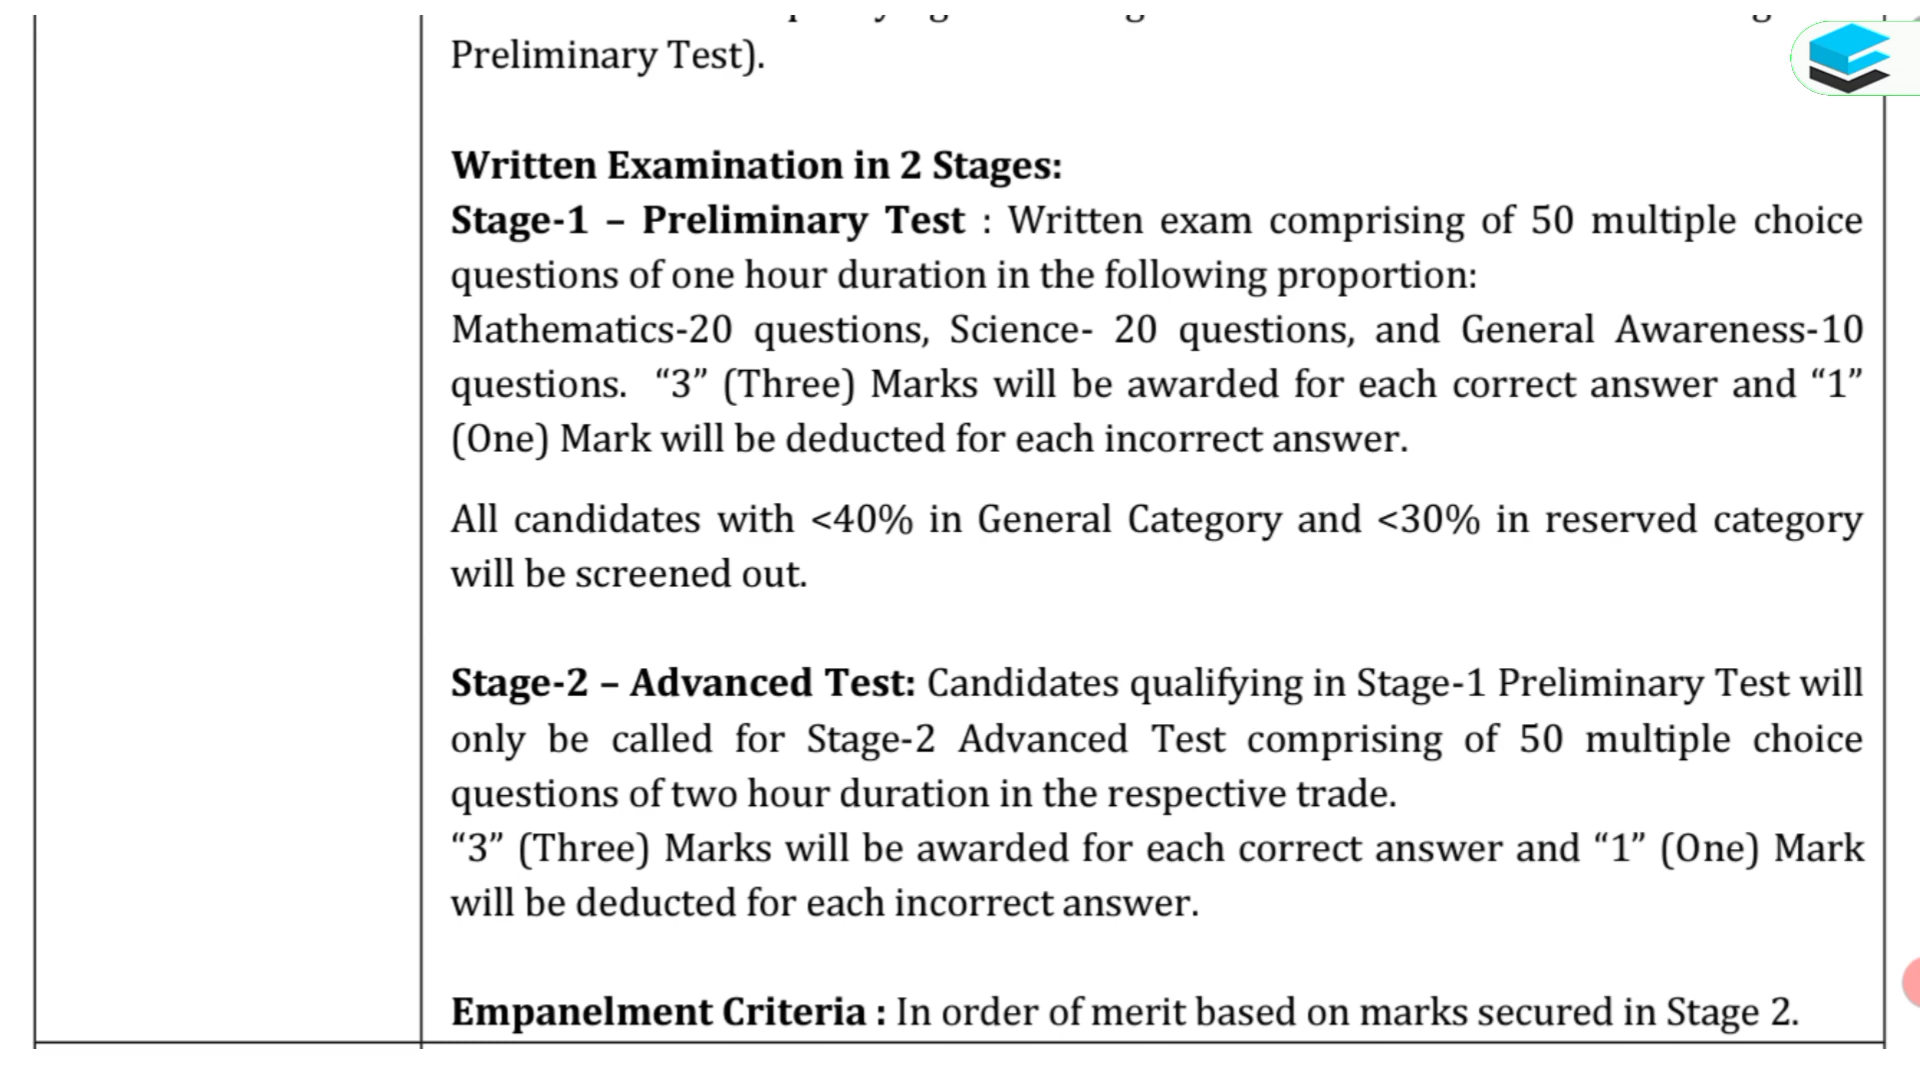 Preliminary Test).
Written Examination in 2 Stages:
Stage-1 – Preliminary Test : Written exam comprising of 50 multiple choice
questions of one hour duration in the following proportion:
Mathematics-20 questions, Science- 20 questions, and General Awareness-10
questions. “3” (Three) Marks will be awarded for each correct answer and “1”
(One) Mark will be deducted for each incorrect answer.
All candidates with <40% in General Category and <30% in reserved category
will be screened out.
Stage-2 – Advanced Test: Candidates qualifying in Stage-1 Preliminary Test will
only be called for Stage-2 Advanced Test comprising of 50 multiple choice
questions of two hour duration in the respective trade.
“3” (Three) Marks will be awarded for each correct answer and “1” (One) Mark
will be deducted for each incorrect answer.
Empanelment Criteria : In order of merit based on marks secured in Stage 2.